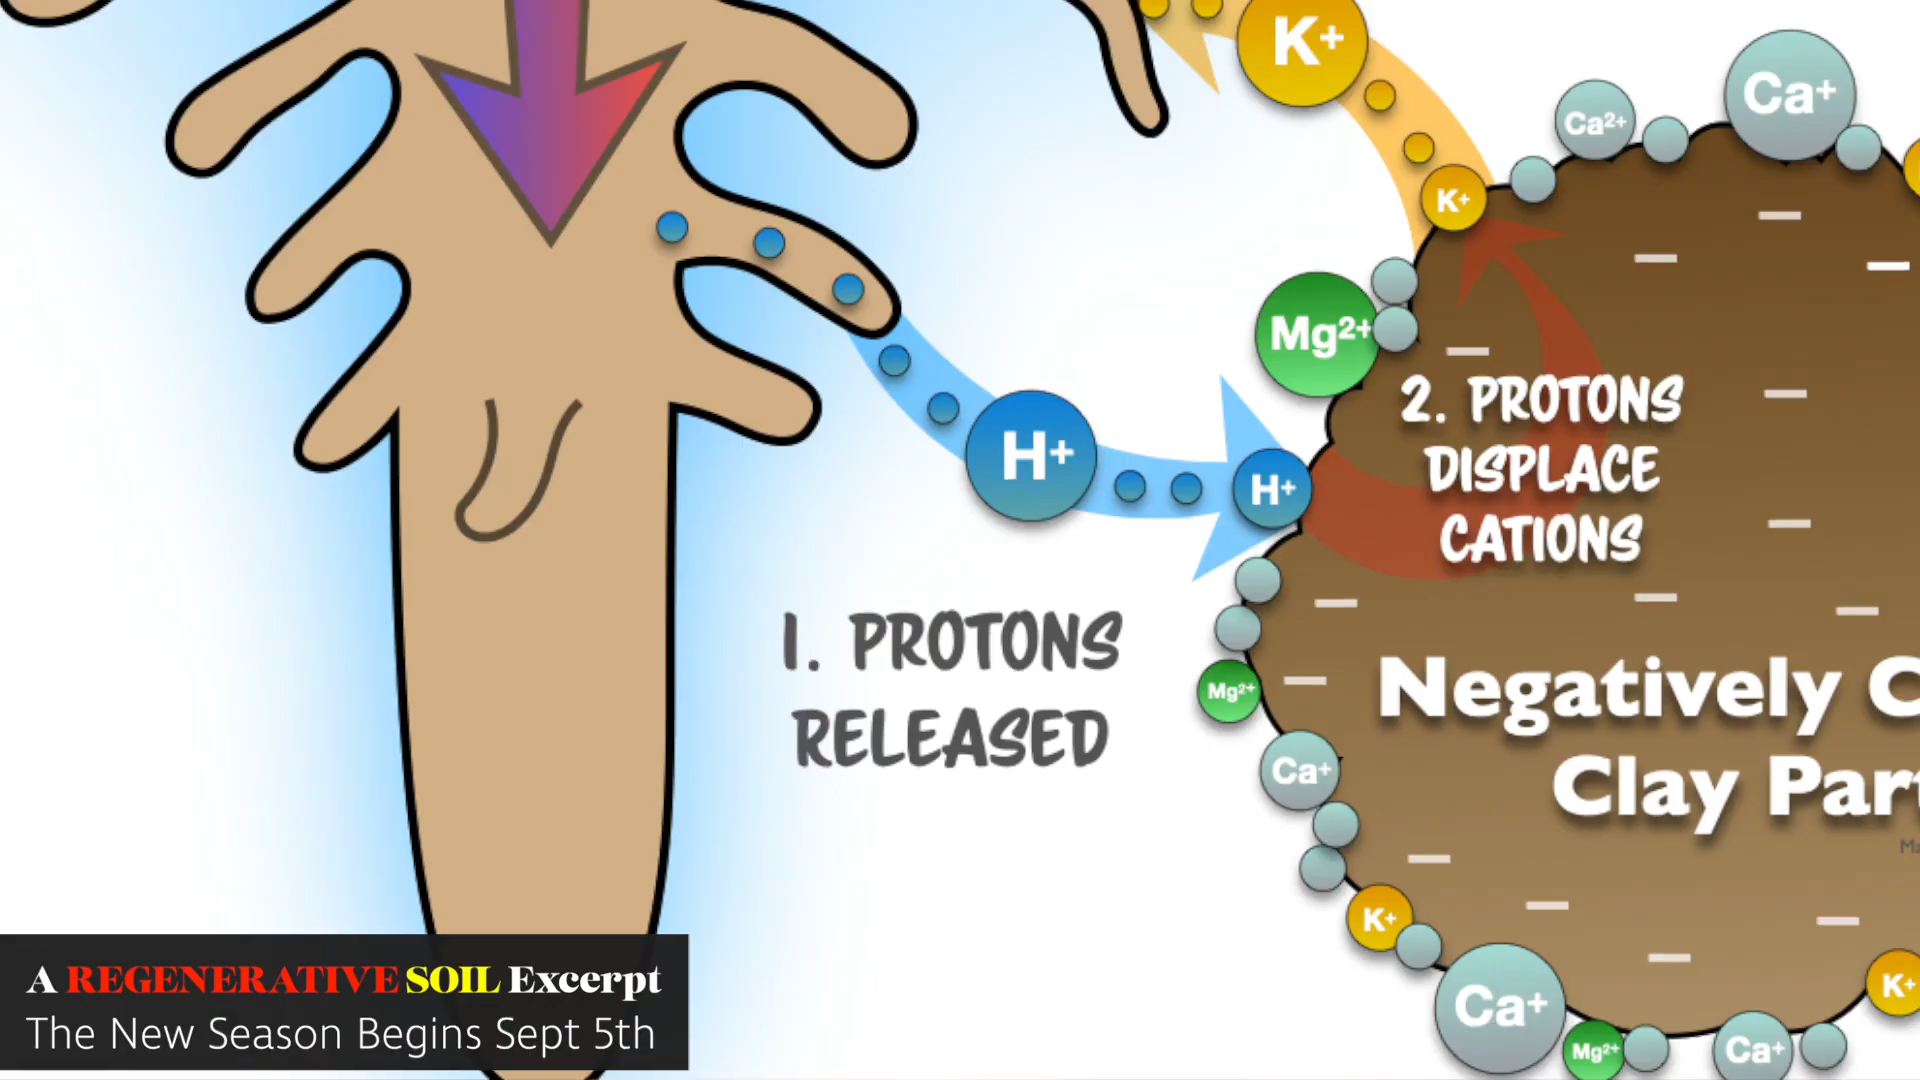 K+
Ca+
Ca2+
K+
Mg2+
2. PROTONS
DISPLACE
CATIONS
H+
H+
1. PROTONS
RELEASED
Negatively C
Clay Part
Mg2+
Ca+
K+
K+
Ca+
Mg2+
Ca+
A REGENERATIVE SOIL Excerpt
The New Season Begins Sept 5th